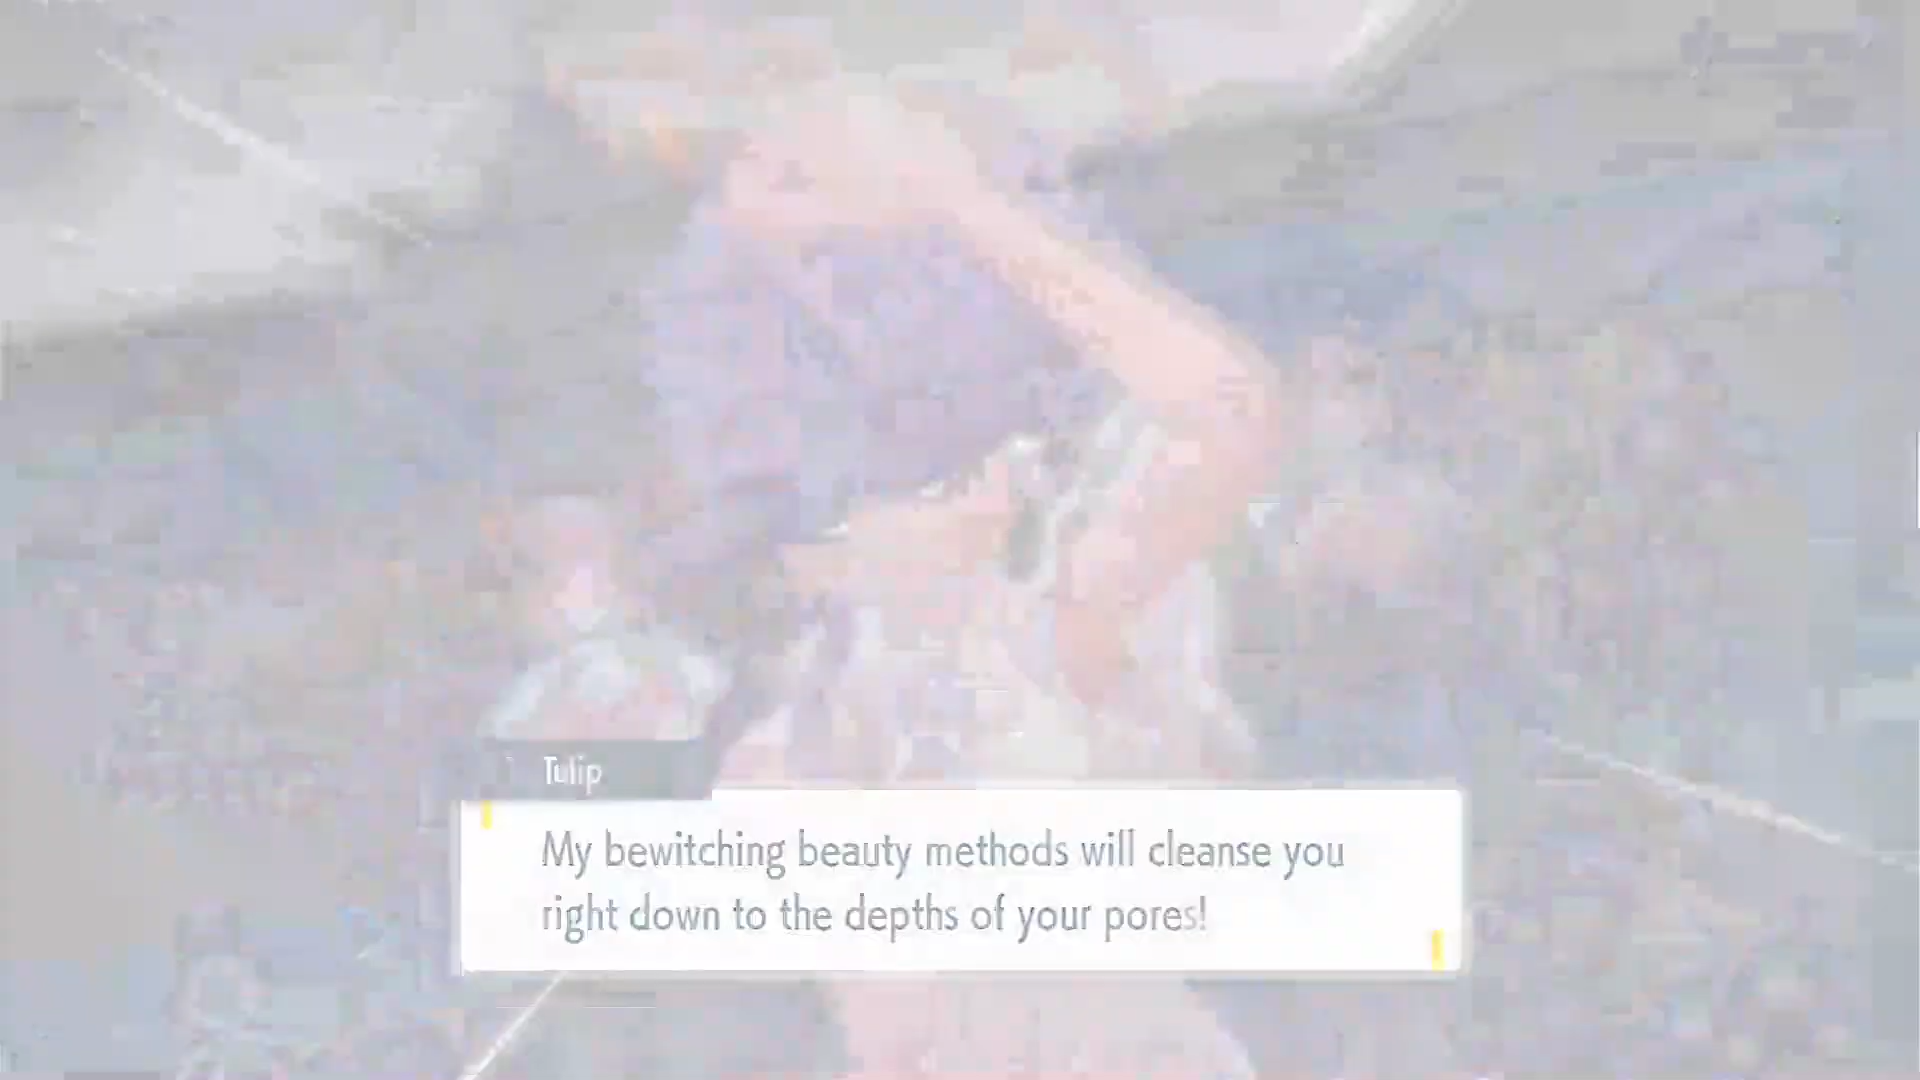 Tulip
My bewitching beauty methods will cleanse you
right down to the depths of your pores!